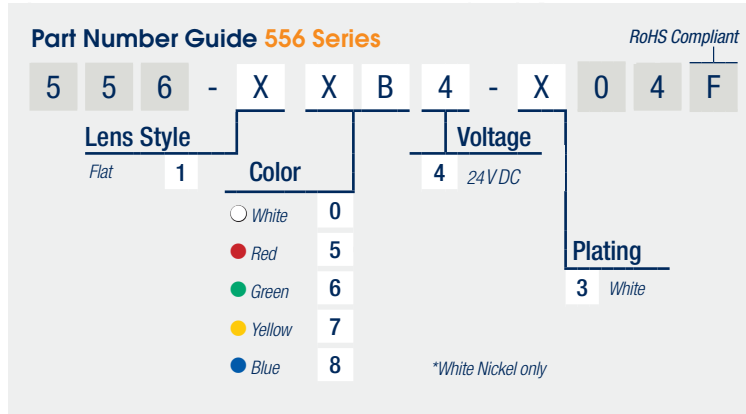 Part Number Guide 556 Series
RoHS Compliant
5 5 6 - X X B 4 - X 0 4 F
Lens Style
Flat 1
Voltage
4 24V DC
Color
White 0
Red 5
Green 6
Yellow 7
Blue 8
Plating
3 White
*White Nickel only